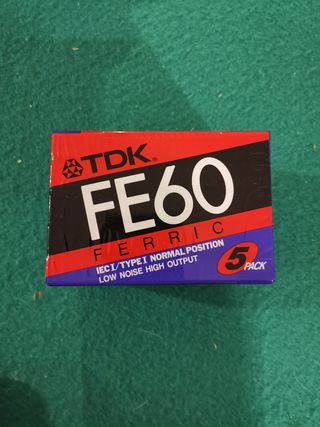 TDK.
FE60
FERRIC
IEC I/TYPE I NORMAL POSITION
LOW NOISE HIGH OUTPUT
5 PACK